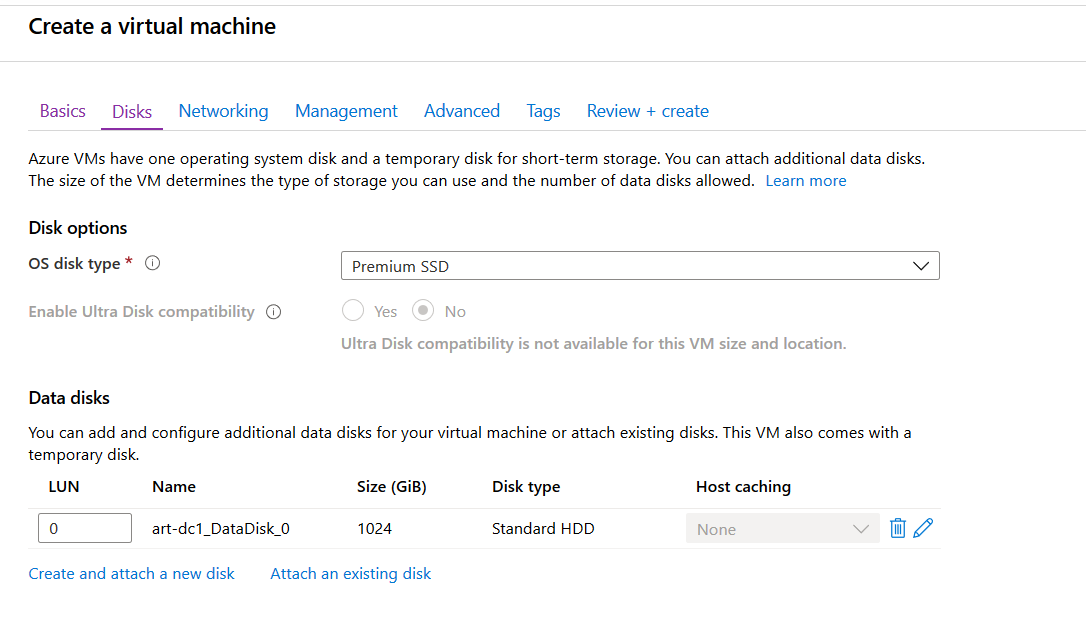 Create a virtual machine
Basics Disks Networking Management Advanced Tags Review + create
Azure VMs have one operating system disk and a temporary disk for short-term storage. You can attach additional data disks.
The size of the VM determines the type of storage you can use and the number of data disks allowed. Learn more
Disk options
OS disk type * Premium SSD
Enable Ultra Disk compatibility Yes No
Ultra Disk compatibility is not available for this VM size and location.
Data disks
You can add and configure additional data disks for your virtual machine or attach existing disks. This VM also comes with a
temporary disk.
LUN Name Size (GiB) Disk type Host caching
0 art-dc1_DataDisk_0 1024 Standard HDD None
Create and attach a new disk Attach an existing disk